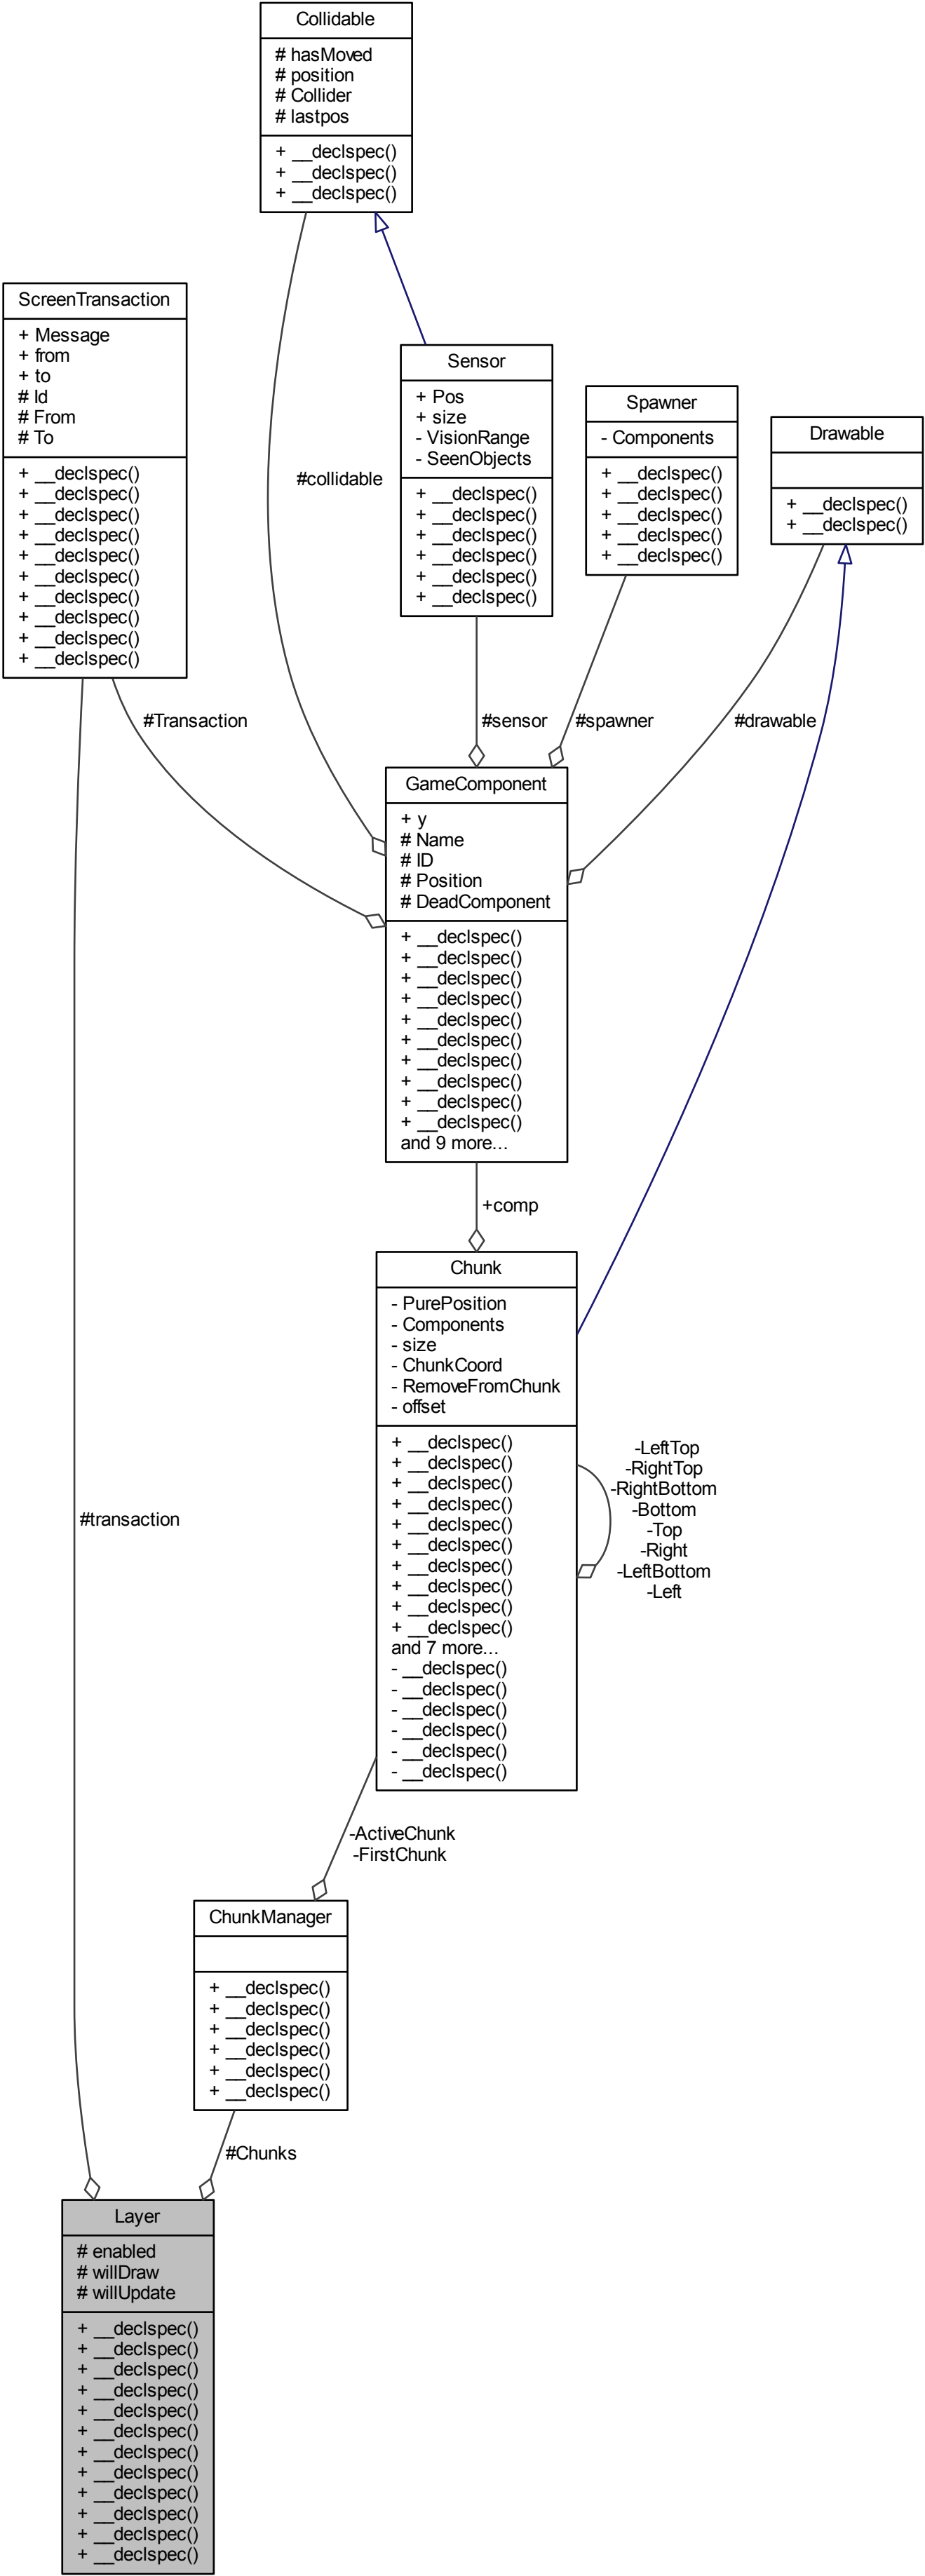 Collidable
# hasMoved
# position
# Collider
# lastpos
+ __declspec()
+ __declspec()
+ __declspec()
ScreenTransaction
+ Message
+ from
+ to
# Id
# From
# To
+ __declspec()
+ __declspec()
+ __declspec()
+ __declspec()
+ __declspec()
+ __declspec()
+ __declspec()
+ __declspec()
+ __declspec()
+ __declspec()
Sensor
+ Pos
+ size
- VisionRange
- SeenObjects
+ __declspec()
+ __declspec()
+ __declspec()
+ __declspec()
+ __declspec()
+ __declspec()
Spawner
- Components
+ __declspec()
+ __declspec()
+ __declspec()
+ __declspec()
+ __declspec()
Drawable
+ __declspec()
+ __declspec()
#collidable
#Transaction
#sensor
#spawner
#drawable
GameComponent
+ y
# Name
# ID
# Position
# DeadComponent
+ __declspec()
+ __declspec()
+ __declspec()
+ __declspec()
+ __declspec()
+ __declspec()
+ __declspec()
+ __declspec()
+ __declspec()
+ __declspec()
and 9 more...
+comp
Chunk
- PurePosition
- Components
- size
- ChunkCoord
- RemoveFromChunk
- offset
+ __declspec()
+ __declspec()
+ __declspec()
+ __declspec()
+ __declspec()
+ __declspec()
+ __declspec()
+ __declspec()
+ __declspec()
+ __declspec()
and 7 more...
- __declspec()
- __declspec()
- __declspec()
- __declspec()
- __declspec()
- __declspec()
-LeftTop
-RightTop
-RightBottom
-Bottom
-Top
-Right
-LeftBottom
-Left
#transaction
-ActiveChunk
-FirstChunk
ChunkManager
+ __declspec()
+ __declspec()
+ __declspec()
+ __declspec()
+ __declspec()
+ __declspec()
#Chunks
Layer
# enabled
# willDraw
# willUpdate
+ __declspec()
+ __declspec()
+ __declspec()
+ __declspec()
+ __declspec()
+ __declspec()
+ __declspec()
+ __declspec()
+ __declspec()
+ __declspec()
+ __declspec()
+ __declspec()